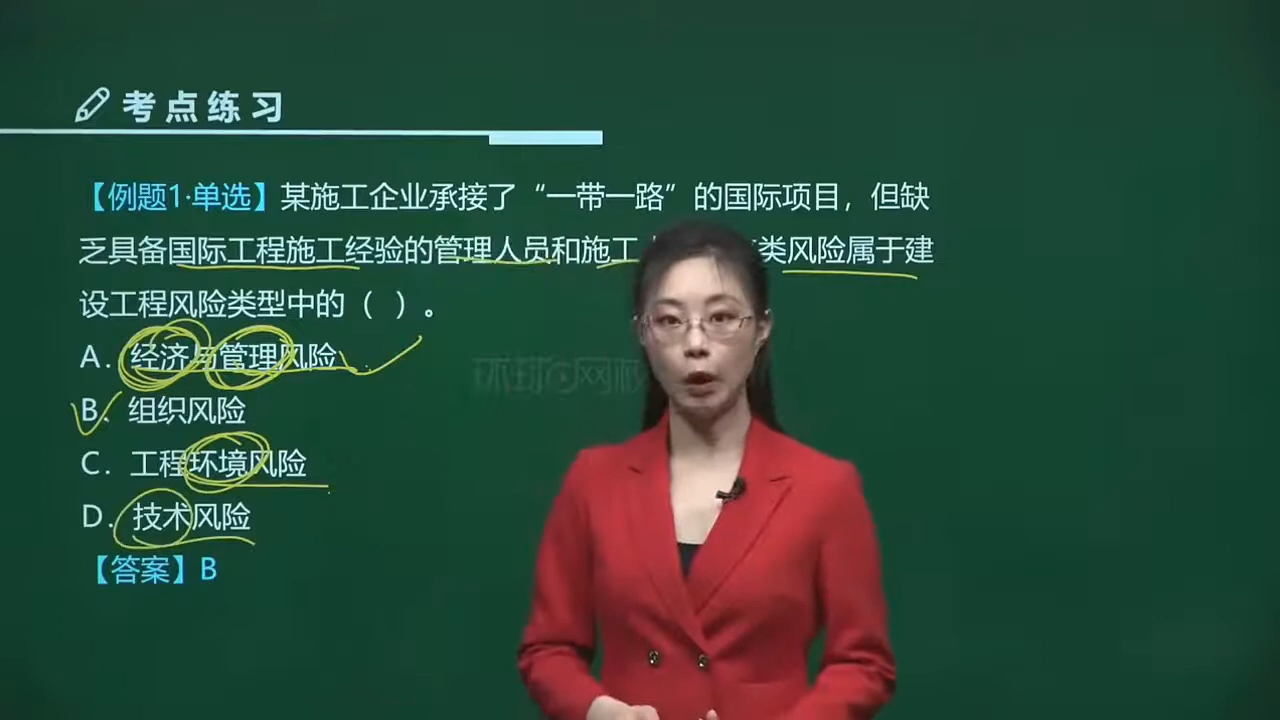 考点练习
【例题1·单选】某施工企业承接了“一带一路”的国际项目，但缺
乏具备国际工程施工经验的管理人员和施工 类风险属于建
设工程风险类型中的（ ）。
A. 经济与管理风险
B. 组织风险
C. 工程环境风险
D. 技术风险
【答案】B
环球网校